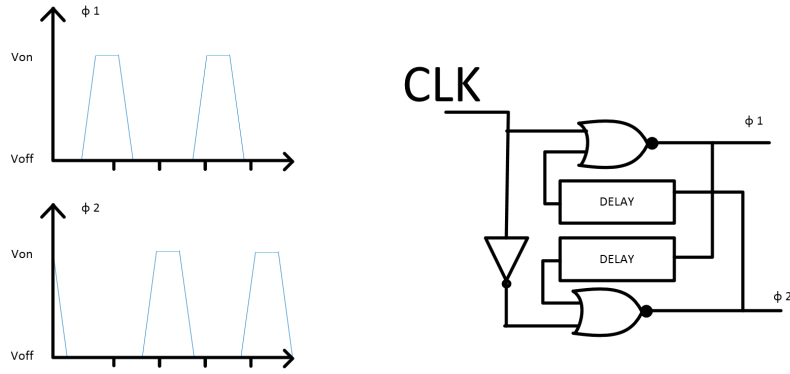 ϕ 1
Von
Voff
ϕ 2
Von
Voff
CLK
ϕ 1
DELAY
DELAY
ϕ 2